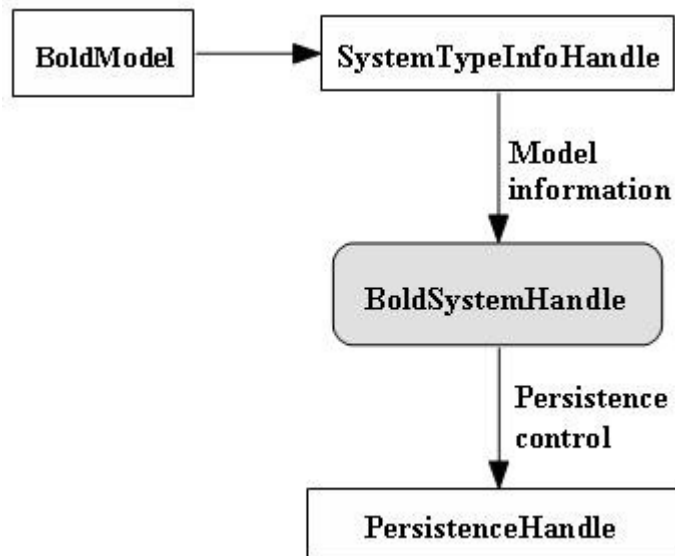 BoldModel
SystemTypeInfoHandle
Model
information
BoldSystemHandle
Persistence
control
PersistenceHandle